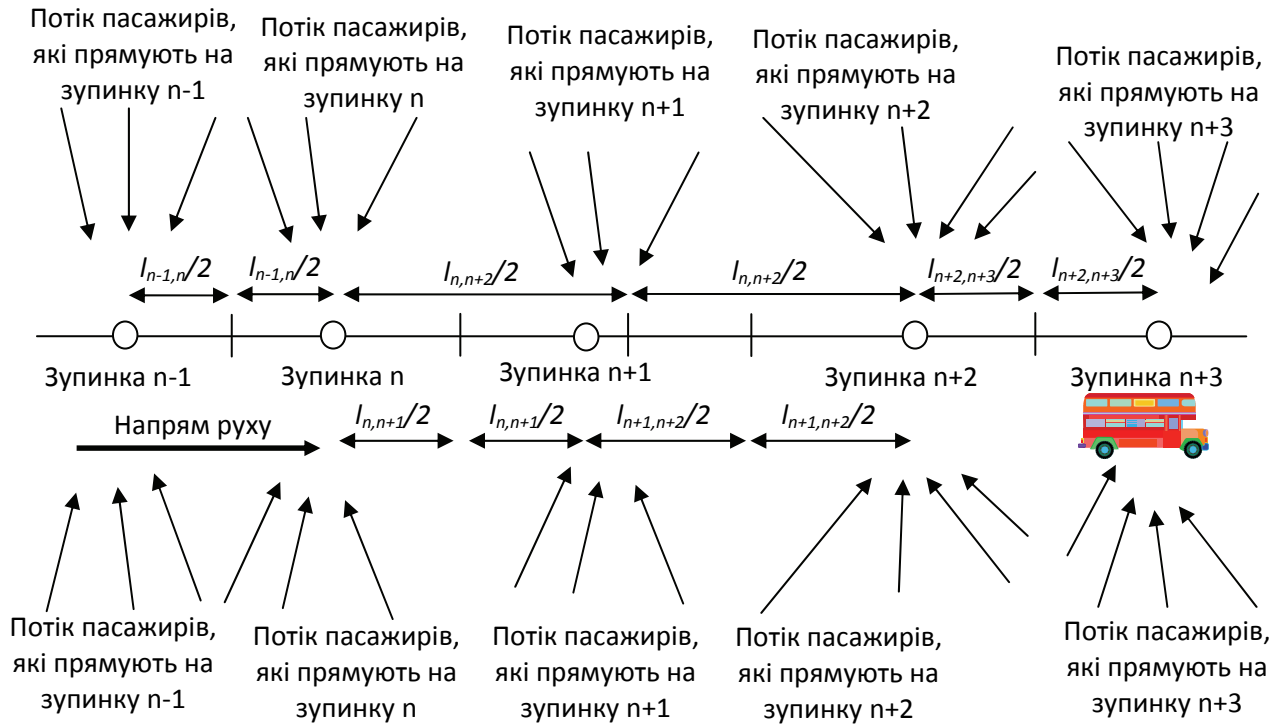 Потік пасажирів,
які прямують на
зупинку n-1
Потік пасажирів,
які прямують на
зупинку n
Потік пасажирів,
які прямують на
зупинку n+1
Потік пасажирів,
які прямують на
зупинку n+2
Потік пасажирів,
які прямують на
зупинку n+3
ln-1,n/2
ln-1,n/2
ln,n+2/2
ln,n+2/2
ln+2,n+3/2
ln+2,n+3/2
Зупинка n-1
Зупинка n
Зупинка n+1
Зупинка n+2
Зупинка n+3
Напрям руху
ln,n+1/2
ln,n+1/2
ln+1,n+2/2
ln+1,n+2/2
Потік пасажирів,
які прямують на
зупинку n-1
Потік пасажирів,
які прямують на
зупинку n
Потік пасажирів,
які прямують на
зупинку n+1
Потік пасажирів,
які прямують на
зупинку n+2
Потік пасажирів,
які прямують на
зупинку n+3